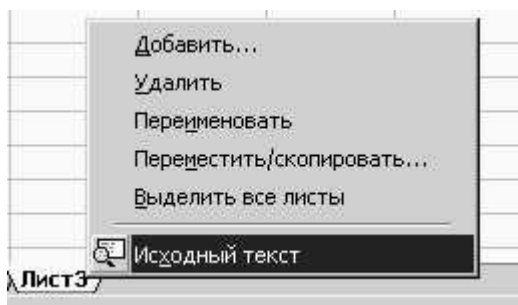 Добавить...
Удалить
Переименовать
Переместить/скопировать...
Выделить все листы
Исходный текст
Лист3